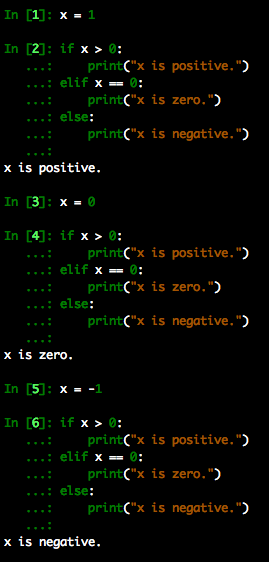 In [1]: x = 1
In [2]: if x > 0:
   ...:     print("x is positive.")
   ...: elif x == 0:
   ...:     print("x is zero.")
   ...: else:
   ...:     print("x is negative.")
   ...:
x is positive.
In [3]: x = 0
In [4]: if x > 0:
   ...:     print("x is positive.")
   ...: elif x == 0:
   ...:     print("x is zero.")
   ...: else:
   ...:     print("x is negative.")
   ...:
x is zero.
In [5]: x = -1
In [6]: if x > 0:
   ...:     print("x is positive.")
   ...: elif x == 0:
   ...:     print("x is zero.")
   ...: else:
   ...:     print("x is negative.")
   ...:
x is negative.